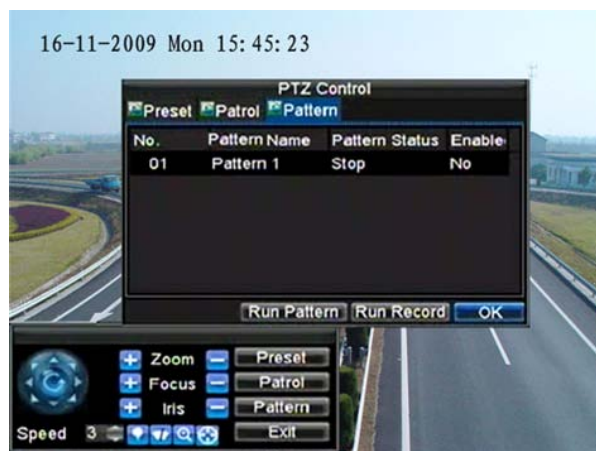 16-11-2009 Mon 15:45:23
PTZ Control
Preset Patrol Pattern
No. Pattern Name Pattern Status Enable
01 Pattern 1 Stop No
Run Pattern Run Record OK
Zoom Preset
Focus Patrol
Iris Pattern
Speed 3 Exit